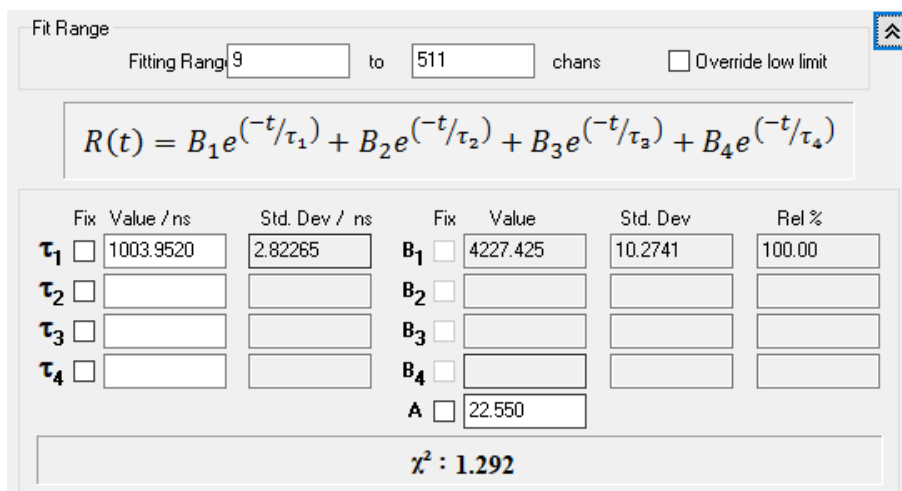 Fit Range
Fitting Rang 9 to 511 chans Override low limit
R(t) = B₁e^(−t/τ₁) + B₂e^(−t/τ₂) + B₃e^(−t/τ₃) + B₄e^(−t/τ₄)
Fix Value / ns Std. Dev / ns Fix Value Std. Dev Rel %
τ₁ 1003.9520 2.82265 B₁ 4227.425 10.2741 100.00
τ₂ B₂
τ₃ B₃
τ₄ B₄
A 22.550
χ² : 1.292